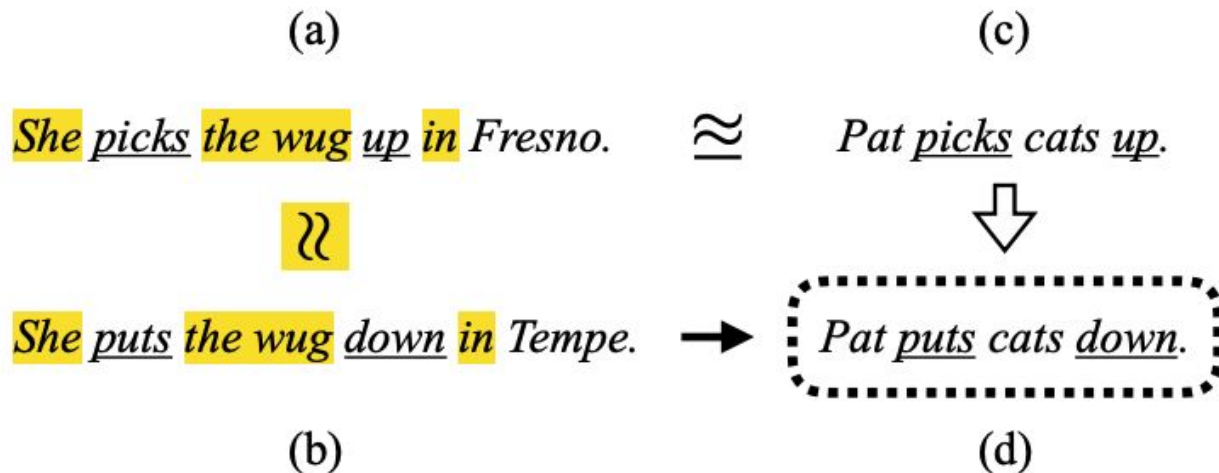 (a) (c)
She picks the wug up in Fresno. ≊ Pat picks cats up.
≈
She puts the wug down in Tempe. → Pat puts cats down.
(b) (d)